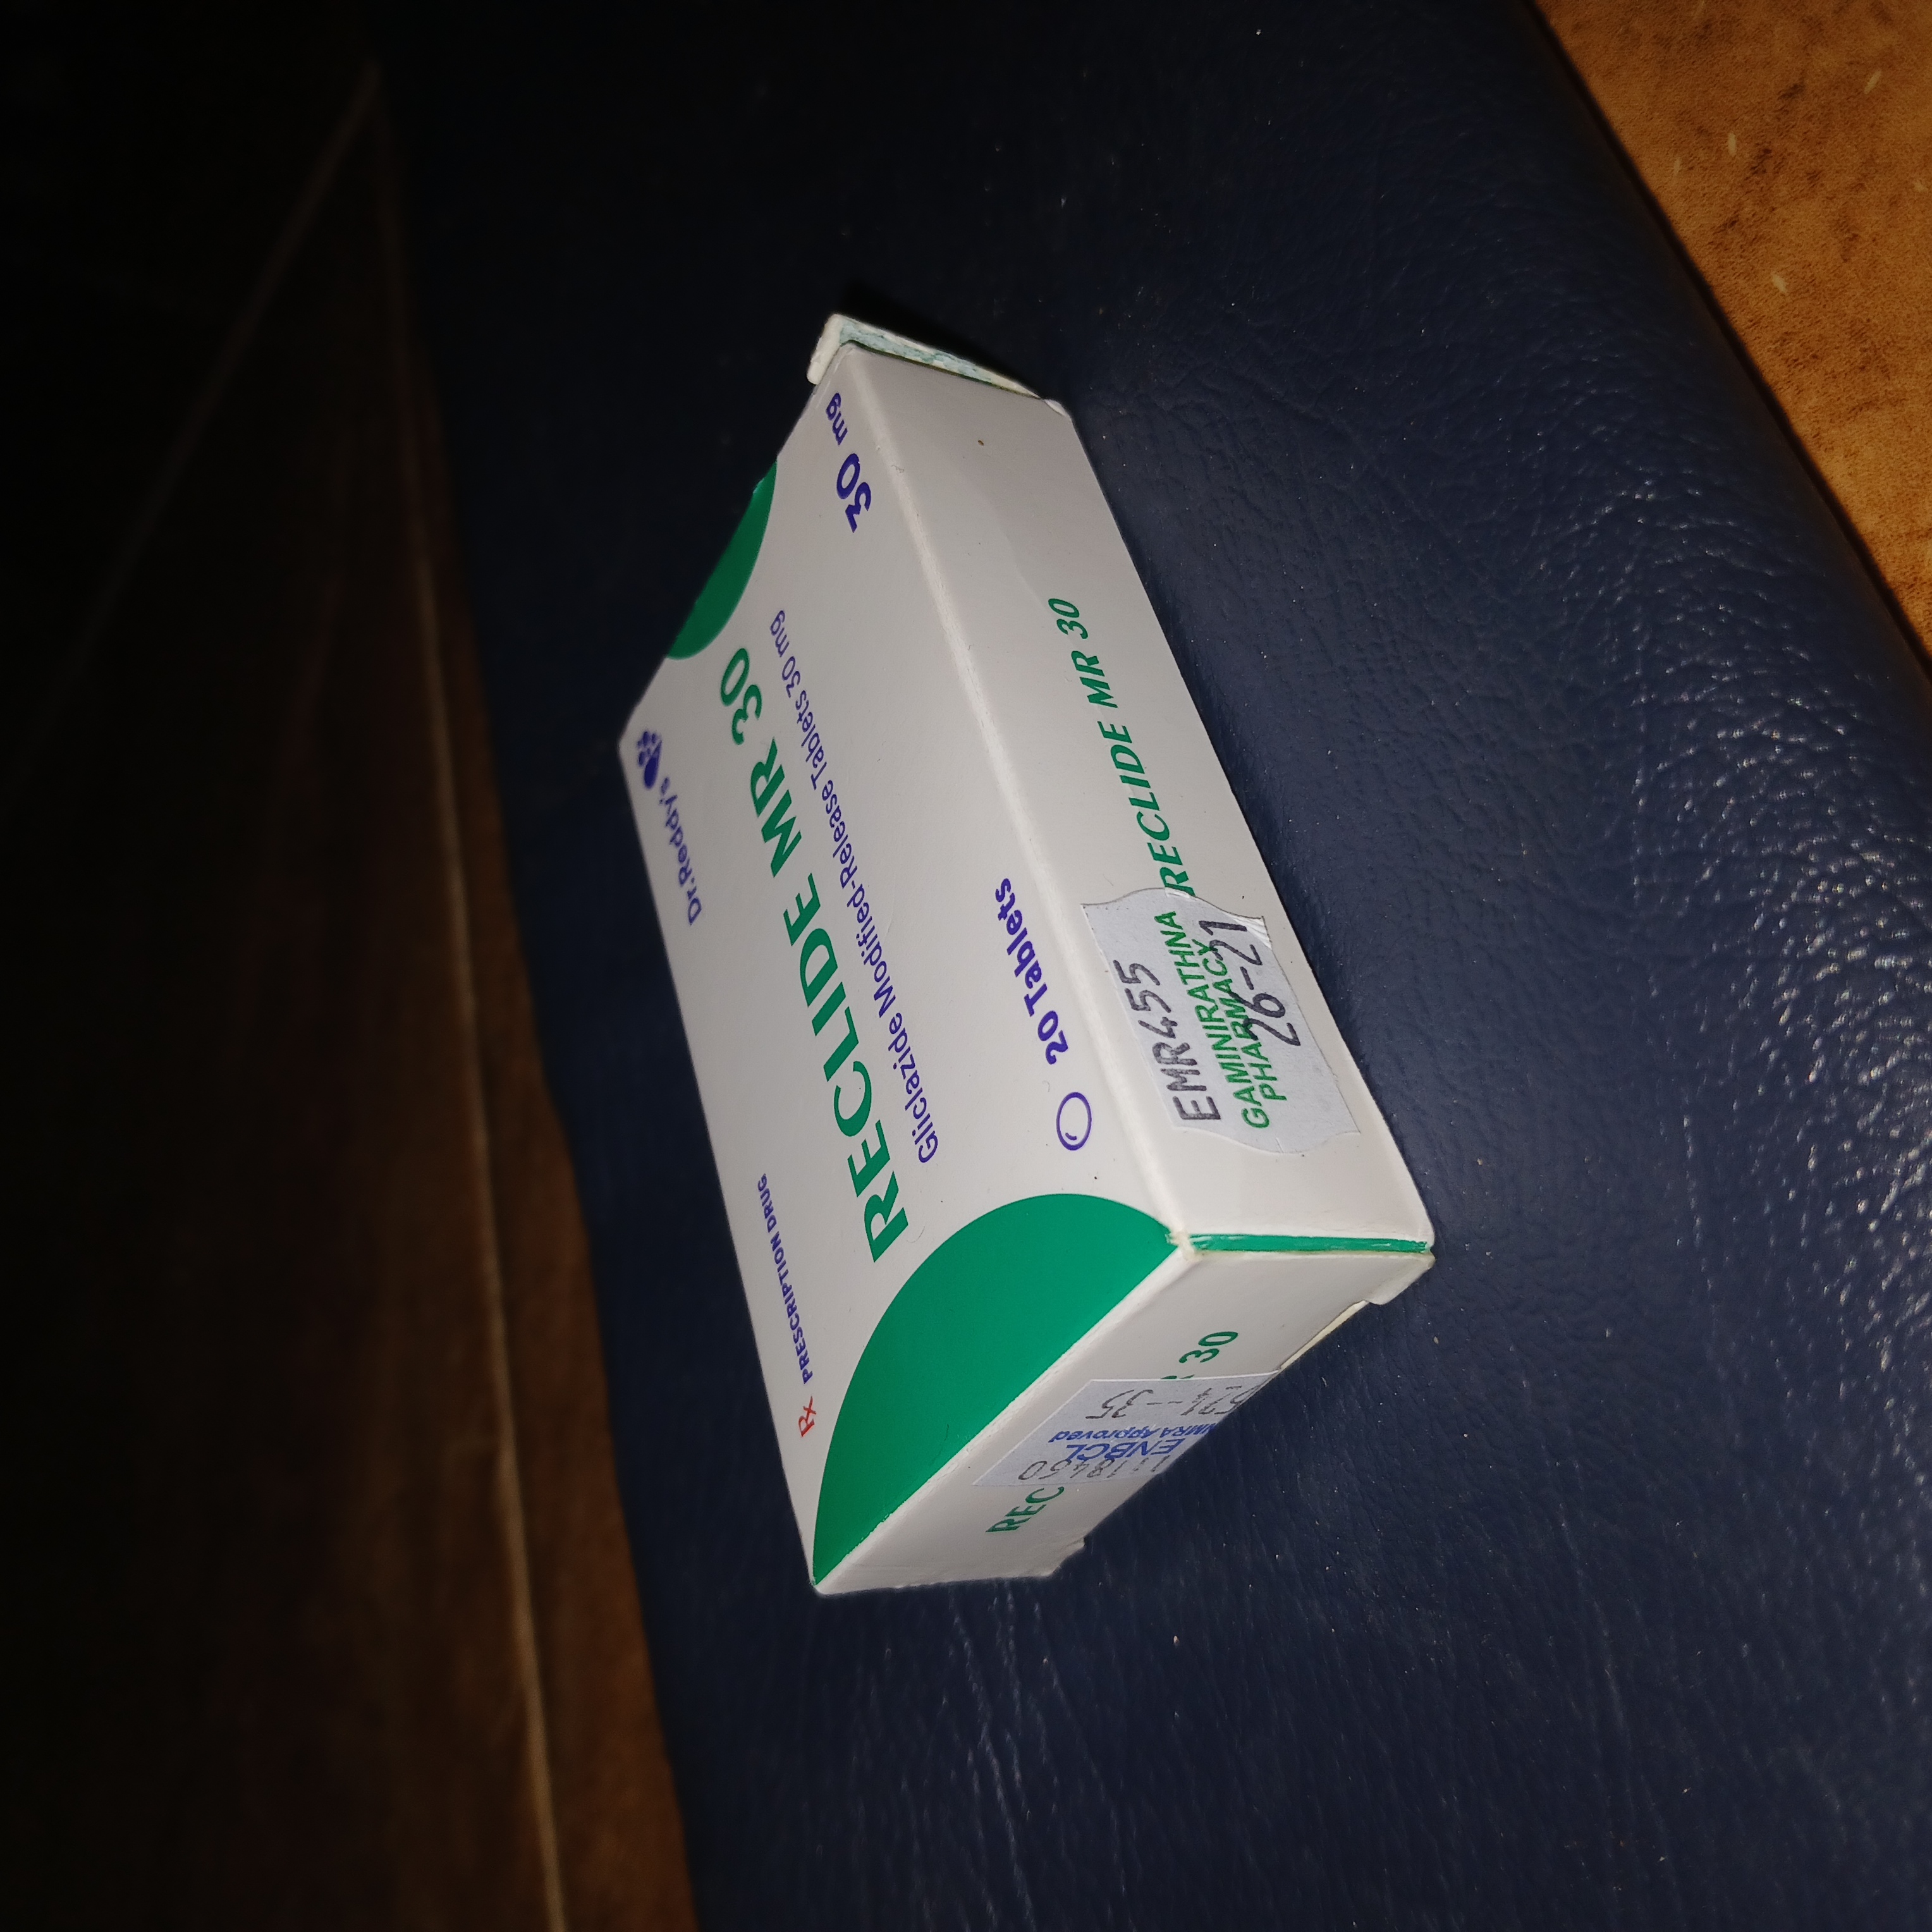 Dr.Reddy's
Rx PRESCRIPTION DRUG
RECLIDE MR 30
Gliclazide Modified-Release Tablets 30 mg
30 mg
20 Tablets
RECLIDE MR 30
EMR455
GAMINIRATHNA
PHARMACY
26-21
REC
30
ENBCL
Approved